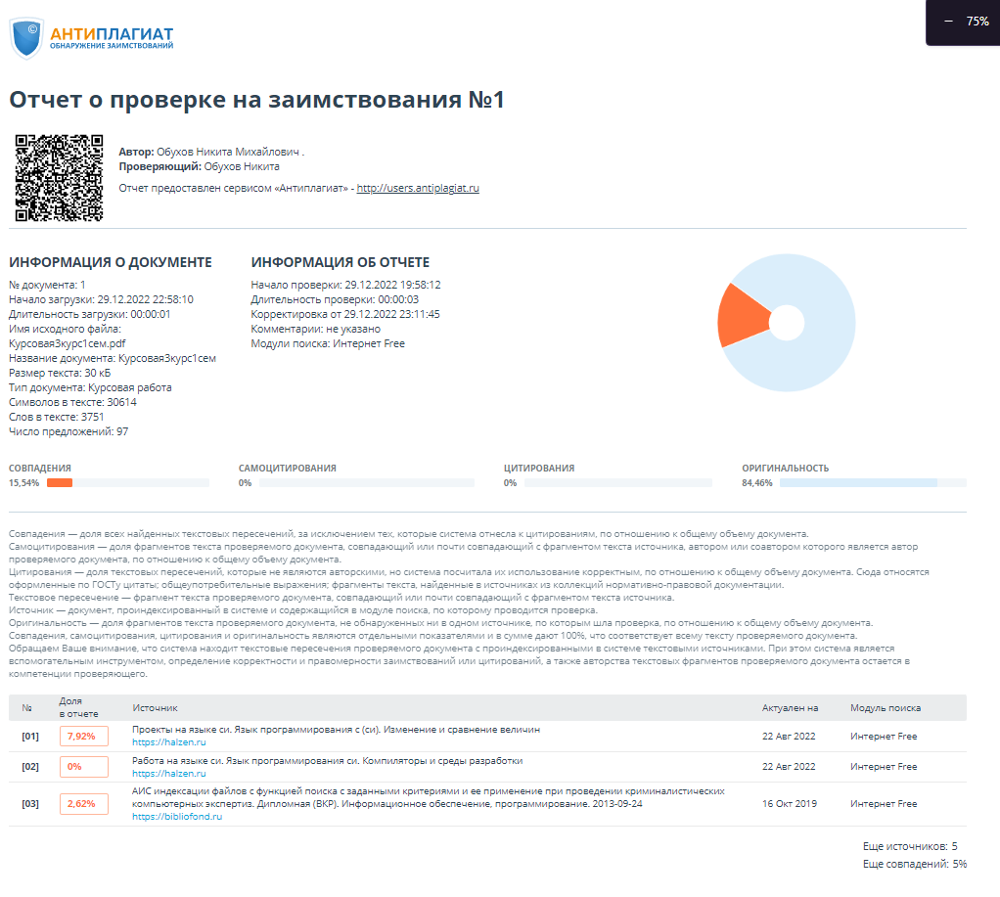 АНТИПЛАГИАТ
ОБНАРУЖЕНИЕ ЗАИМСТВОВАНИЙ
75%
Отчет о проверке на заимствования №1
Автор: Обухов Никита Михайлович .
Проверяющий: Обухов Никита
Отчет предоставлен сервисом «Антиплагиат» - http://users.antiplagiat.ru
ИНФОРМАЦИЯ О ДОКУМЕНТЕ
№ документа: 1
Начало загрузки: 29.12.2022 22:58:10
Длительность загрузки: 00:00:01
Имя исходного файла:
Курсовая3курс1сем.pdf
Название документа: Курсовая3курс1сем
Размер текста: 30 кБ
Тип документа: Курсовая работа
Символов в тексте: 30614
Слов в тексте: 3751
Число предложений: 97
ИНФОРМАЦИЯ ОБ ОТЧЕТЕ
Начало проверки: 29.12.2022 19:58:12
Длительность проверки: 00:00:03
Корректировка от 29.12.2022 23:11:45
Комментарии: не указано
Модули поиска: Интернет Free
СОВПАДЕНИЯ
15,54%
САМОЦИТИРОВАНИЯ
0%
ЦИТИРОВАНИЯ
0%
ОРИГИНАЛЬНОСТЬ
84,46%
Совпадения — доля всех найденных текстовых пересечений, за исключением тех, которые система отнесла к цитированиям, по отношению к общему объему документа.
Самоцитирования — доля фрагментов текста проверяемого документа, совпадающий или почти совпадающий с фрагментом текста источника, автором или соавтором которого является автор
проверяемого документа, по отношению к общему объему документа.
Цитирования — доля текстовых пересечений, которые не являются авторскими, но система посчитала их использование корректным, по отношению к общему объему документа. Сюда относятся
оформленные по ГОСТу цитаты; общеупотребительные выражения; фрагменты текста, найденные в источниках из коллекций нормативно-правовой документации.
Текстовое пересечение — фрагмент текста проверяемого документа, совпадающий или почти совпадающий с фрагментом текста источника.
Источник — документ, проиндексированный в системе и содержащийся в модуле поиска, по которому проводится проверка.
Оригинальность — доля фрагментов текста проверяемого документа, не обнаруженных ни в одном источнике, по которым шла проверка, по отношению к общему объему документа.
Совпадения, самоцитирования, цитирования и оригинальность являются отдельными показателями и в сумме дают 100%, что соответствует всему тексту проверяемого документа.
Обращаем Ваше внимание, что система находит текстовые пересечения проверяемого документа с проиндексированными в системе текстовыми источниками. При этом система является
вспомогательным инструментом, определение корректности и правомерности заимствований или цитирований, а также авторства текстовых фрагментов проверяемого документа остается в
компетенции проверяющего.
№ Доля в отчете Источник Актуален на Модуль поиска
[01] 7,92% Проекты на языке си. Язык программирования с (си). Изменение и сравнение величин 22 Авг 2022 Интернет Free
https://halzen.ru
[02] 0% Работа на языке си. Язык программирования си. Компиляторы и среды разработки 22 Авг 2022 Интернет Free
https://halzen.ru
[03] 2,62% АИС индексации файлов с функцией поиска с заданными критериями и ее применение при проведении криминалистических
компьютерных экспертиз. Дипломная (ВКР). Информационное обеспечение, программирование. 2013-09-24 16 Окт 2019 Интернет Free
https://bibliofond.ru
Еще источников: 5
Еще совпадений: 5%